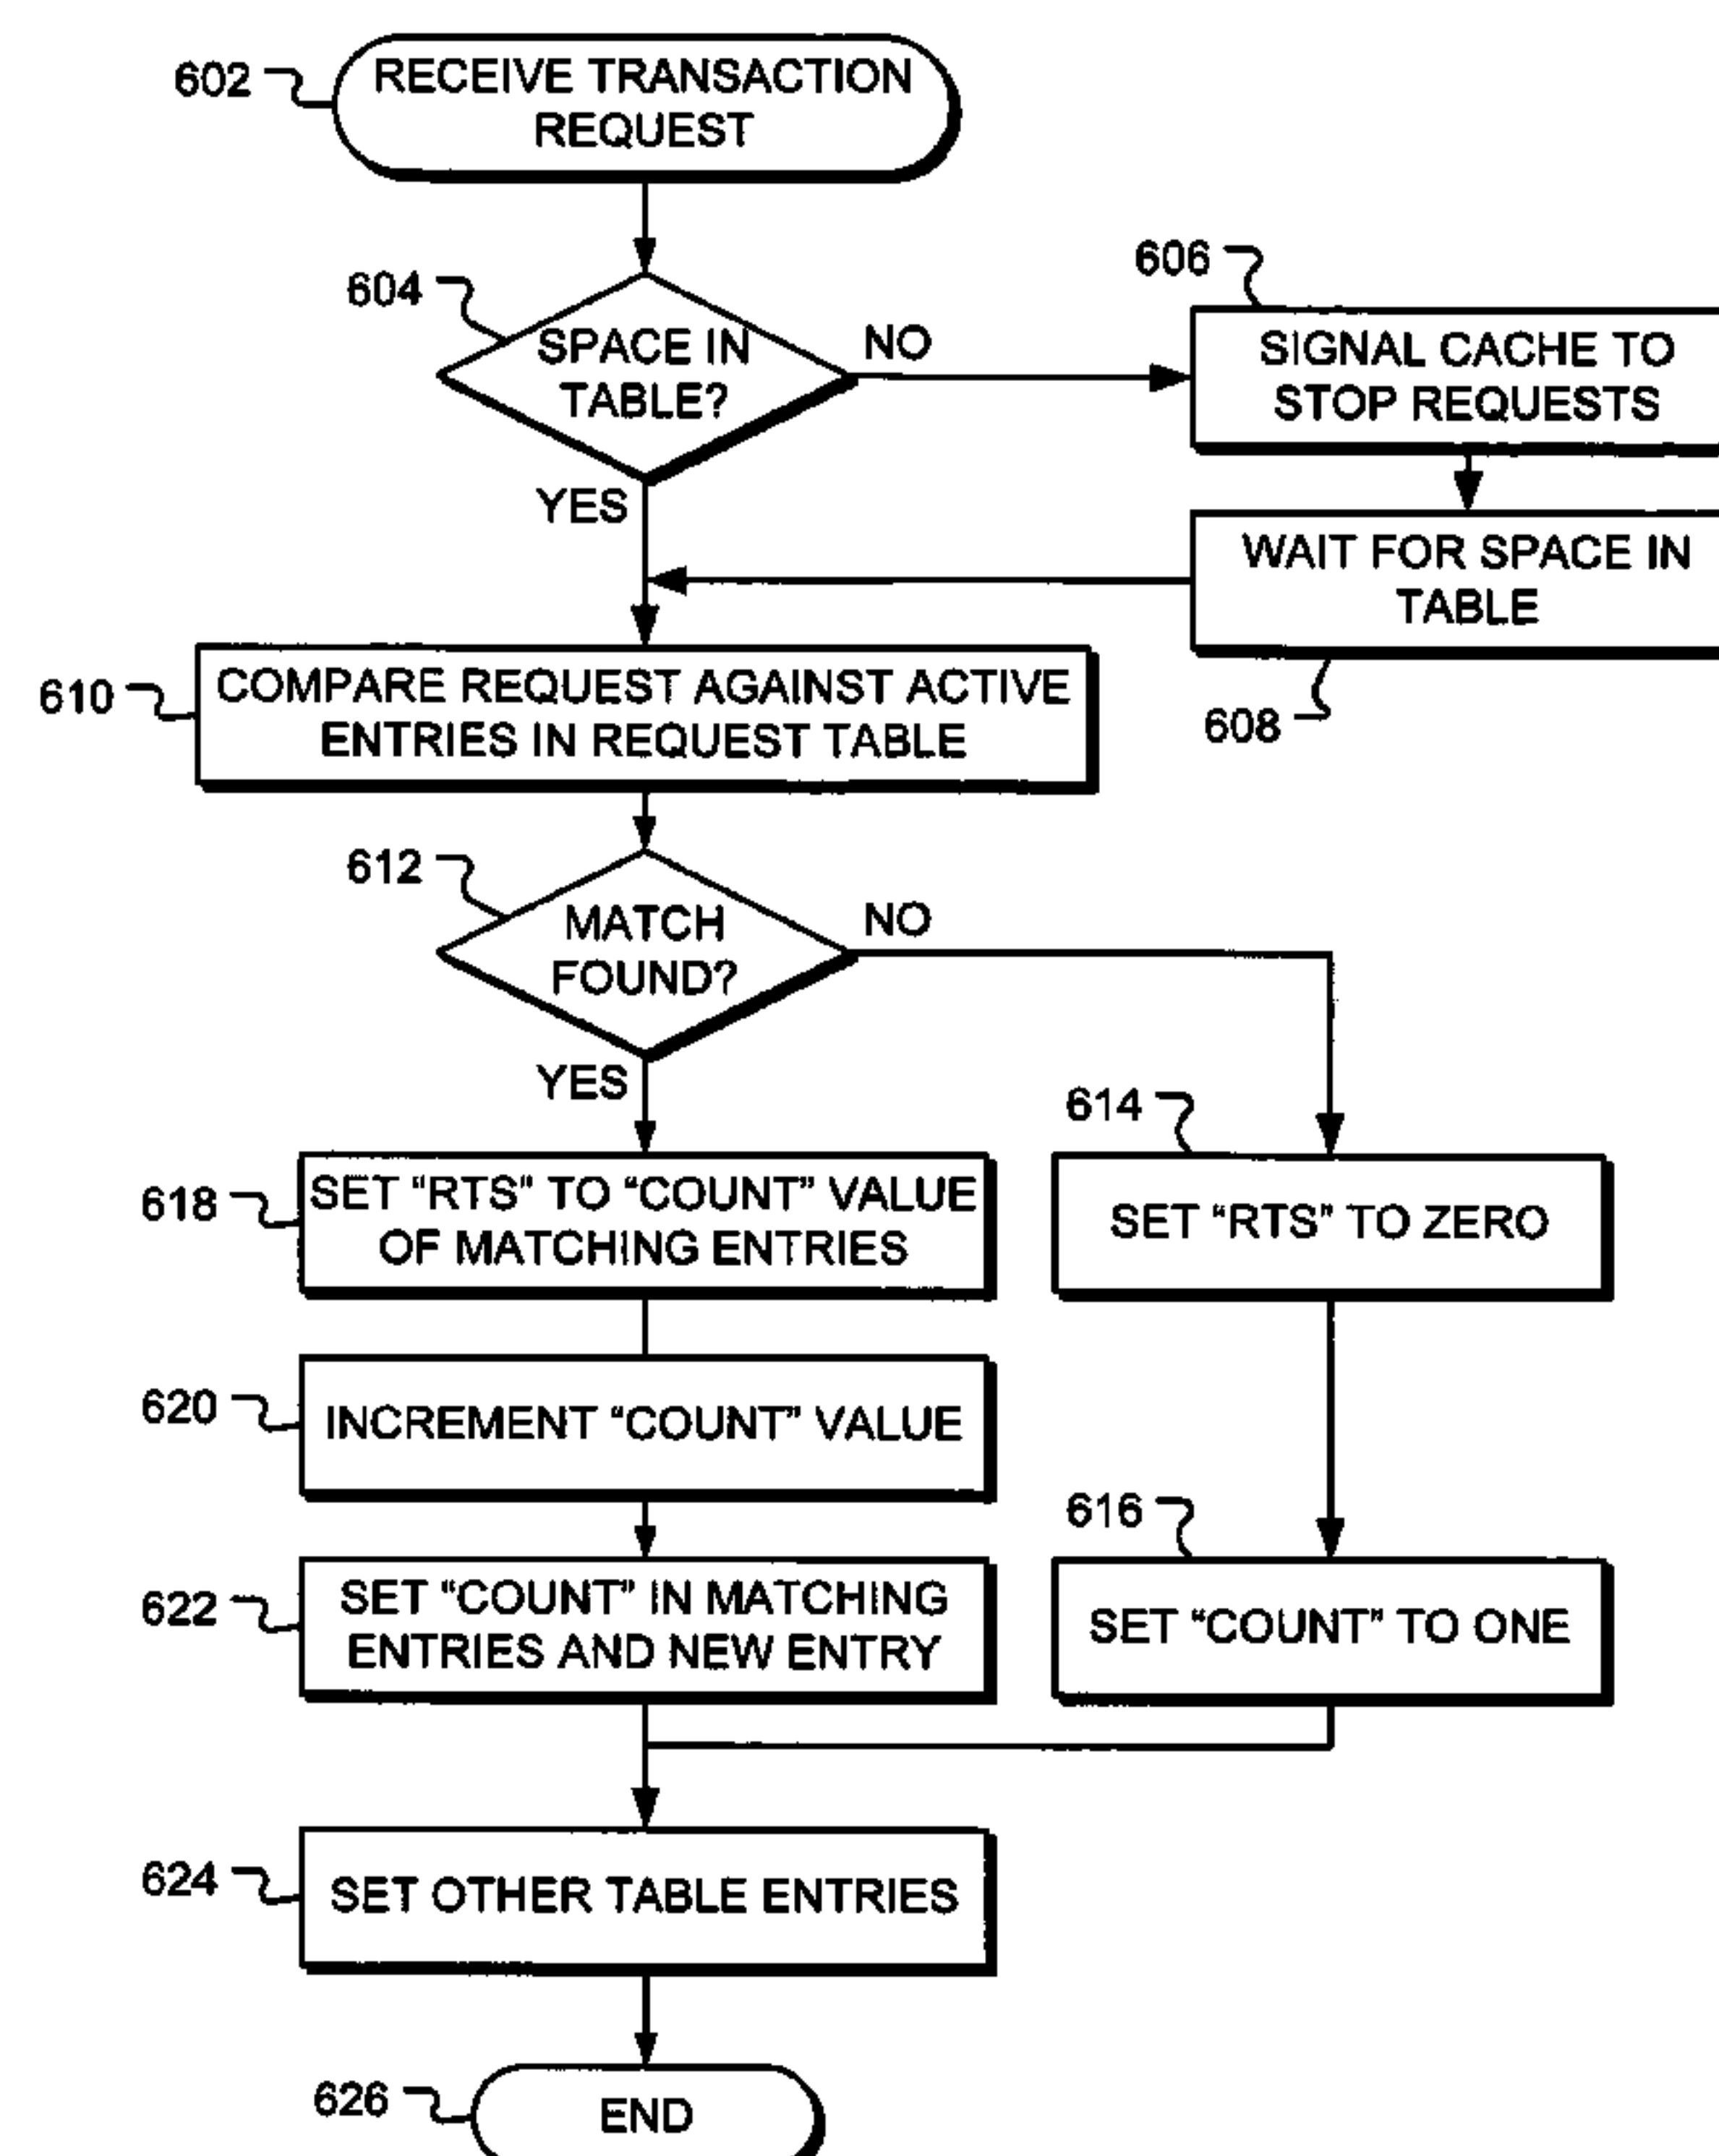 602
RECEIVE TRANSACTION
REQUEST
604
SPACE IN
TABLE?
NO
YES
606
SIGNAL CACHE TO
STOP REQUESTS
WAIT FOR SPACE IN
TABLE
608
610
COMPARE REQUEST AGAINST ACTIVE
ENTRIES IN REQUEST TABLE
612
MATCH
FOUND?
NO
YES
614
SET “RTS” TO ZERO
616
SET “COUNT” TO ONE
618
SET “RTS” TO “COUNT” VALUE
OF MATCHING ENTRIES
620
INCREMENT “COUNT” VALUE
622
SET “COUNT” IN MATCHING
ENTRIES AND NEW ENTRY
624
SET OTHER TABLE ENTRIES
626
END